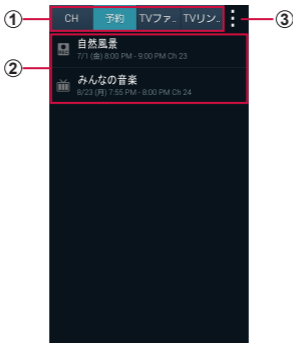 ① CH 予約 TVファ... TVリン... ③
② 自然風景
7/1 (金) 8:00 PM - 9:00 PM Ch 23
みんなの音楽
8/23 (月) 7:55 PM - 8:00 PM Ch 24